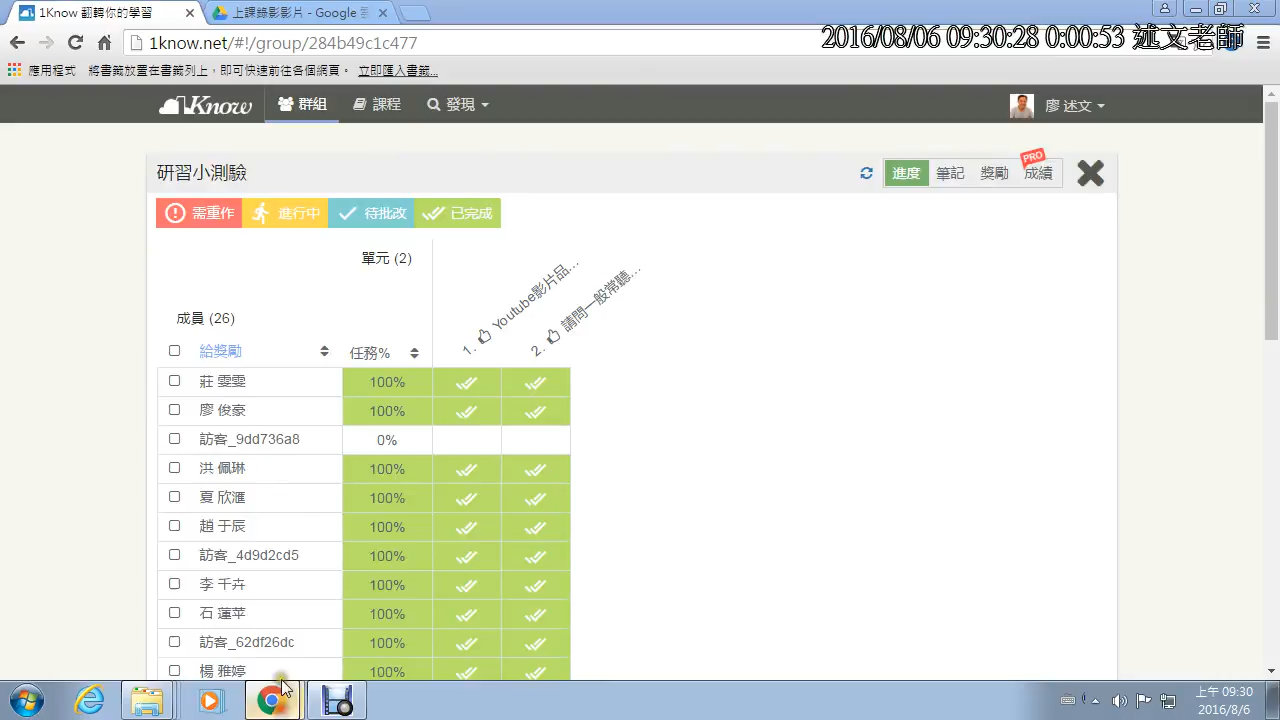 1Know 翻轉你的學習
上課錄影影片 - Google
1know.net/#!/group/284b49c1c477
2016/08/06 09:30:28 0:00:53 述文老師
應用程式 將書籤放置在書籤列上，即可快速前往各個網頁。 立即匯入書籤...
1Know 群組 課程 發現 廖 述文
研習小測驗 進度 筆記 獎勵 成績
PRO
需重作 進行中 待批改 已完成
單元 (2)
1. Youtube影片品...
2. 請問一般常聽...
成員 (26)
給獎勵 任務%
莊 雯雯 100%
廖 俊豪 100%
訪客_9dd736a8 0%
洪 佩琳 100%
夏 欣滙 100%
趙 于辰 100%
訪客_4d9d2cd5 100%
李 千卉 100%
石 蓮苹 100%
訪客_62df26dc 100%
楊 雅婷 100%
上午 09:30
2016/8/6